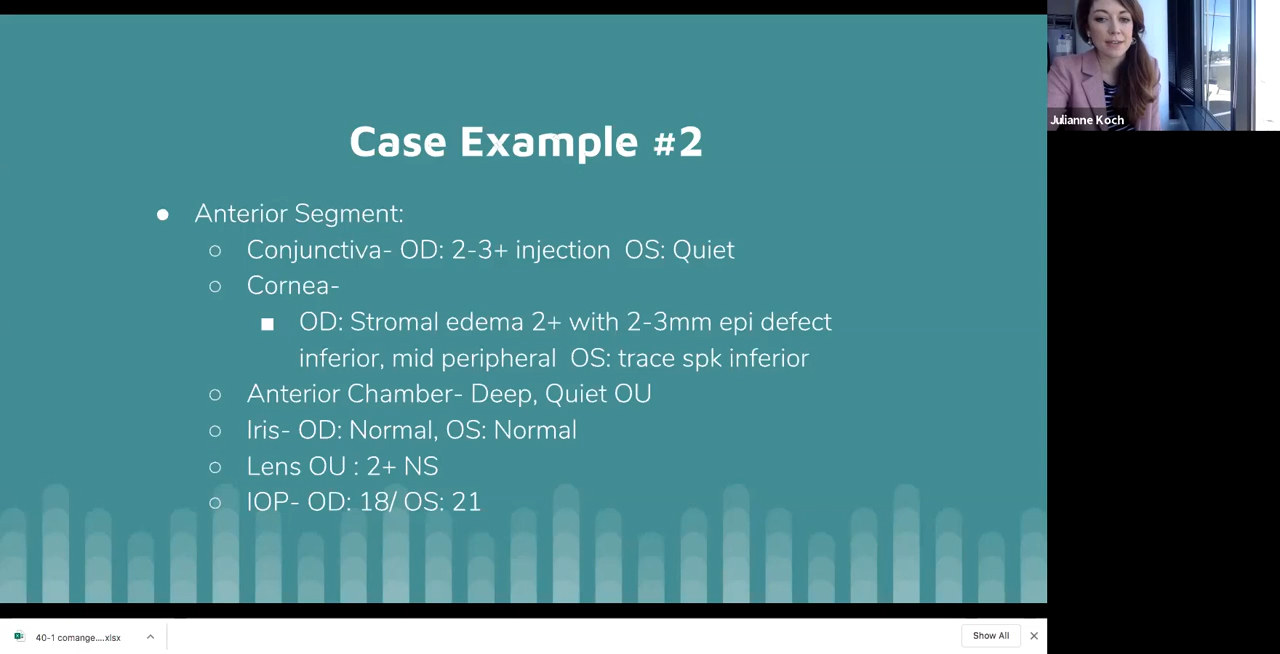 Case Example #2
Anterior Segment:
Conjunctiva- OD: 2-3+ injection OS: Quiet
Cornea-
OD: Stromal edema 2+ with 2-3mm epi defect
inferior, mid peripheral OS: trace spk inferior
Anterior Chamber- Deep, Quiet OU
Iris- OD: Normal, OS: Normal
Lens OU : 2+ NS
IOP- OD: 18/ OS: 21
Julianne Koch
40-1 comange....xlsx
Show All